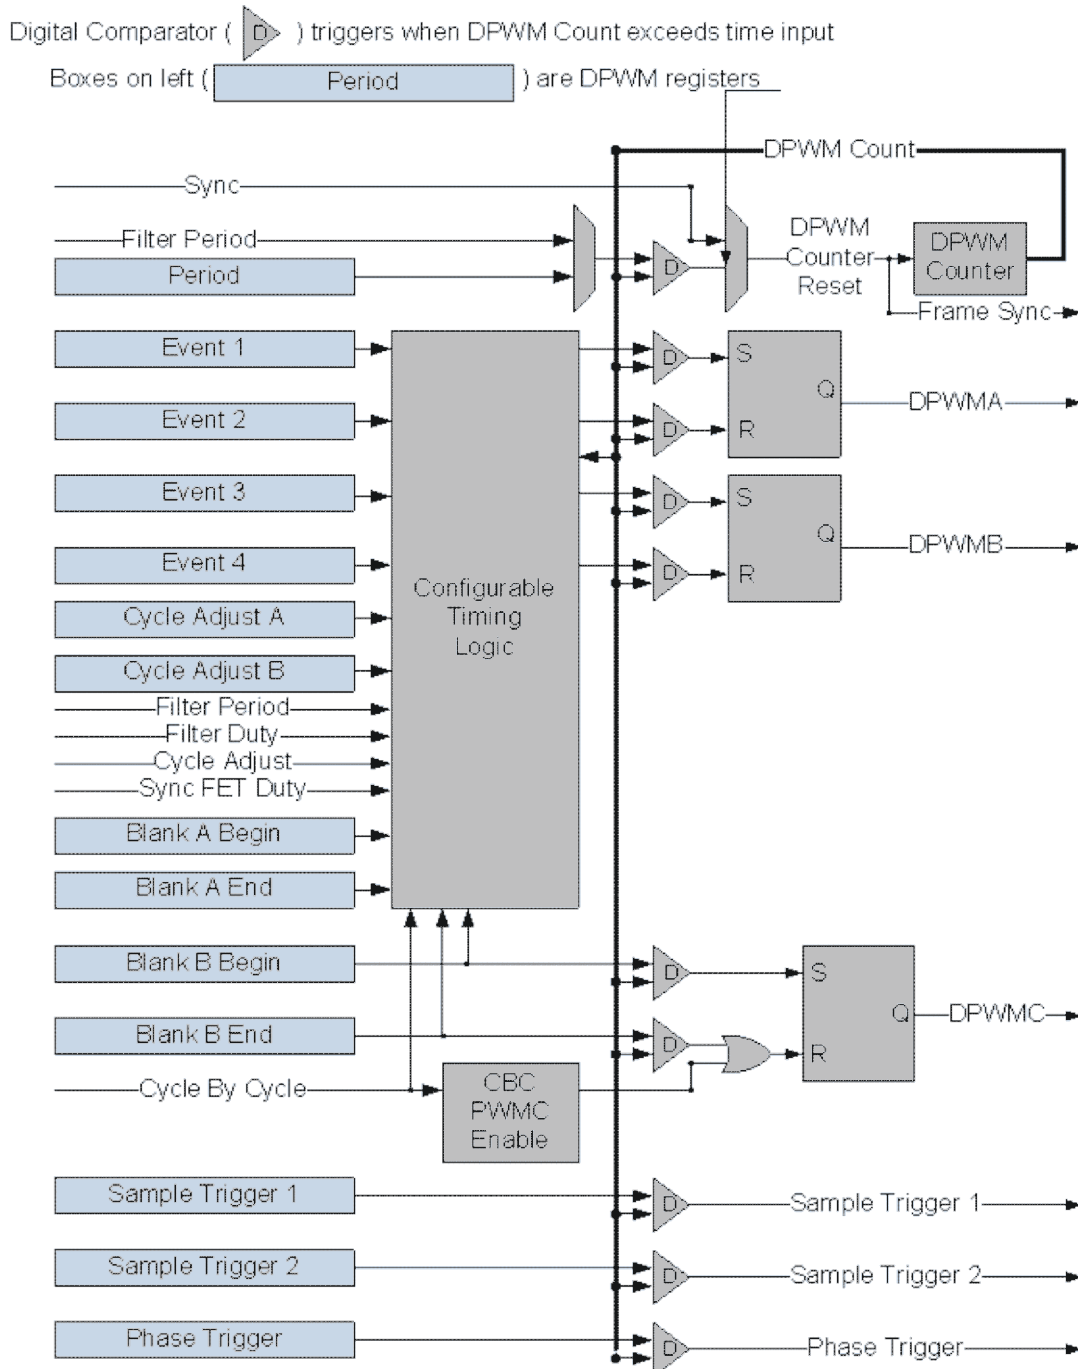 Digital Comparator ( D ) triggers when DPWM Count exceeds time input
Boxes on left ( Period ) are DPWM registers
DPWM Count
Sync
Filter Period
Period
D
DPWM
Counter
Reset
DPWM
Counter
Frame Sync
Event 1
D
S
Q
DPWMA
Event 2
D
R
Event 3
D
S
Q
DPWMB
Event 4
D
R
Configurable
Timing
Logic
Cycle Adjust A
Cycle Adjust B
Filter Period
Filter Duty
Cycle Adjust
Sync FET Duty
Blank A Begin
Blank A End
Blank B Begin
D
S
Q
DPWMC
Blank B End
D
R
Cycle By Cycle
CBC
PWMC
Enable
Sample Trigger 1
D
Sample Trigger 1
Sample Trigger 2
D
Sample Trigger 2
Phase Trigger
D
Phase Trigger